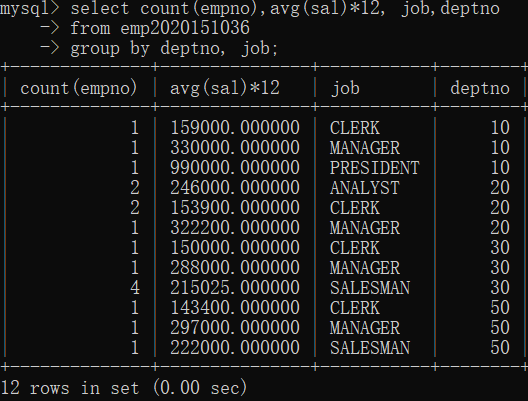 mysql> select count(empno),avg(sal)*12, job,deptno
    -> from emp2020151036
    -> group by deptno, job;
+--------------+---------------+-----------+--------+
| count(empno) | avg(sal)*12 | job | deptno |
+--------------+---------------+-----------+--------+
| 1 | 159000.000000 | CLERK | 10 |
| 1 | 330000.000000 | MANAGER | 10 |
| 1 | 990000.000000 | PRESIDENT | 10 |
| 2 | 246000.000000 | ANALYST | 20 |
| 2 | 153900.000000 | CLERK | 20 |
| 1 | 322200.000000 | MANAGER | 20 |
| 1 | 150000.000000 | CLERK | 30 |
| 1 | 288000.000000 | MANAGER | 30 |
| 4 | 215025.000000 | SALESMAN | 30 |
| 1 | 143400.000000 | CLERK | 50 |
| 1 | 297000.000000 | MANAGER | 50 |
| 1 | 222000.000000 | SALESMAN | 50 |
+--------------+---------------+-----------+--------+
12 rows in set (0.00 sec)